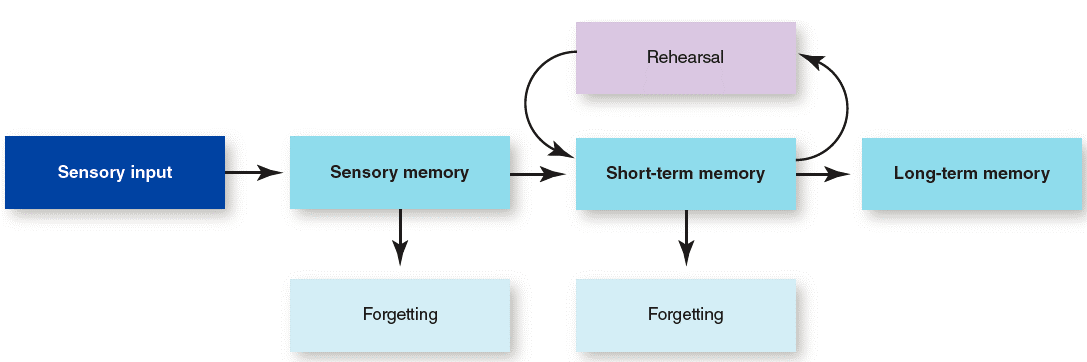 Rehearsal
Sensory input
Sensory memory
Short-term memory
Long-term memory
Forgetting
Forgetting